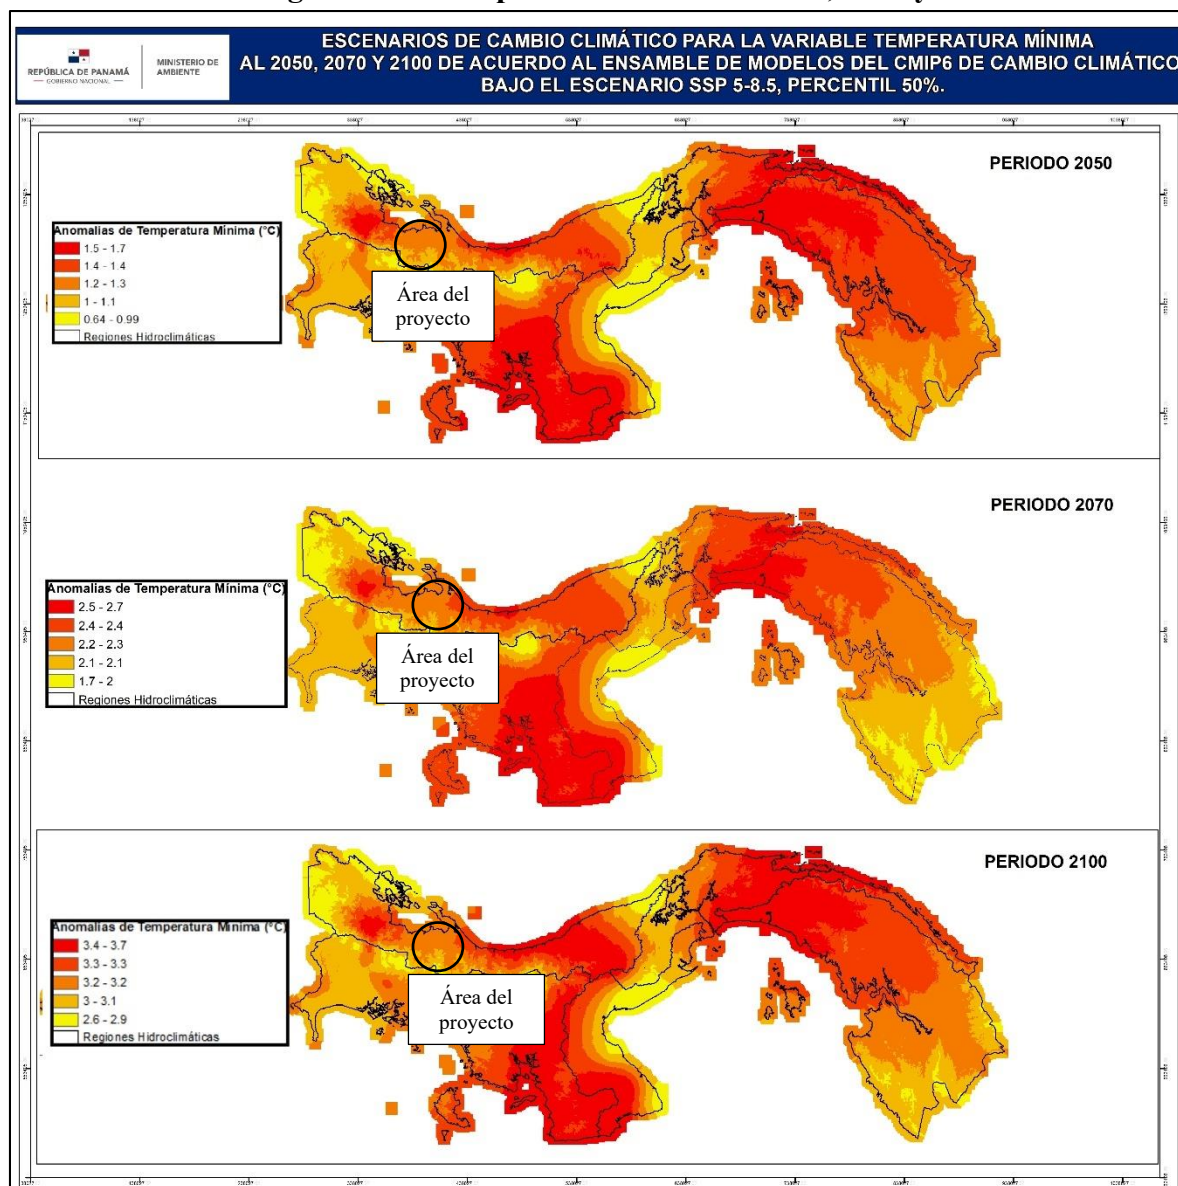 REPÚBLICA DE PANAMÁ
— GOBIERNO NACIONAL —
MINISTERIO DE
AMBIENTE
ESCENARIOS DE CAMBIO CLIMÁTICO PARA LA VARIABLE TEMPERATURA MÍNIMA
AL 2050, 2070 Y 2100 DE ACUERDO AL ENSAMBLE DE MODELOS DEL CMIP6 DE CAMBIO CLIMÁTICO
BAJO EL ESCENARIO SSP 5-8.5, PERCENTIL 50%.
PERIODO 2050
Anomalias de Temperatura Mínima (°C)
1.5 - 1.7
1.4 - 1.4
1.2 - 1.3
1 - 1.1
0.64 - 0.99
Regiones Hidroclimáticas
Área del
proyecto
PERIODO 2070
Anomalias de Temperatura Mínima (°C)
2.5 - 2.7
2.4 - 2.4
2.2 - 2.3
2.1 - 2.1
1.7 - 2
Regiones Hidroclimáticas
Área del
proyecto
PERIODO 2100
Anomalias de Temperatura Mínima (°C)
3.4 - 3.7
3.3 - 3.3
3.2 - 3.2
3 - 3.1
2.6 - 2.9
Regiones Hidroclimáticas
Área del
proyecto